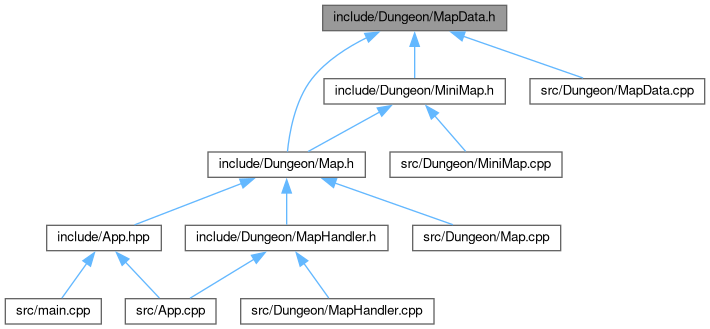 include/Dungeon/MapData.h
include/Dungeon/MiniMap.h
src/Dungeon/MapData.cpp
include/Dungeon/Map.h
src/Dungeon/MiniMap.cpp
include/App.hpp
include/Dungeon/MapHandler.h
src/Dungeon/Map.cpp
src/main.cpp
src/App.cpp
src/Dungeon/MapHandler.cpp